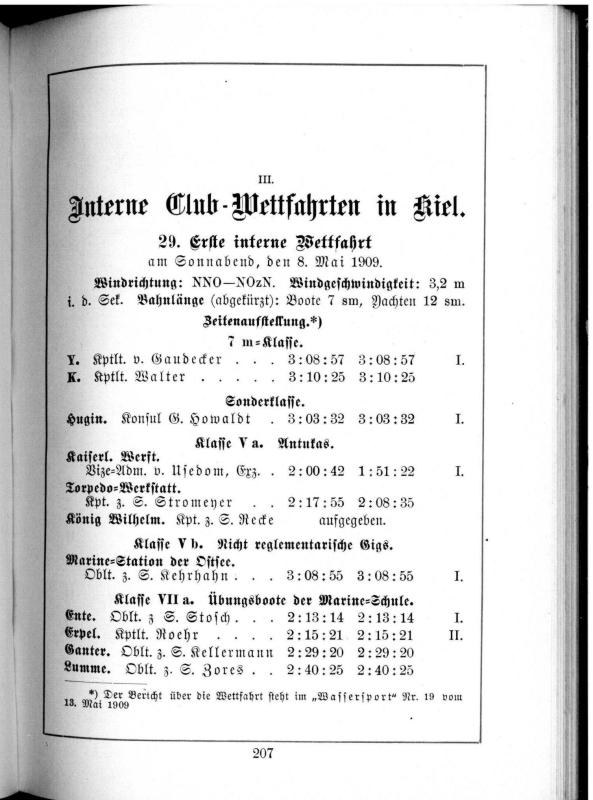 III.
Interne Club-Wettfahrten in Kiel.
29. Erste interne Wettfahrt
am Sonnabend, den 8. Mai 1909.
Windrichtung: NNO—NOzN. Windgeschwindigkeit: 3,2 m
i. d. Sek. Bahnlänge (abgekürzt): Boote 7 sm, Yachten 12 sm.
Zeitenaufstellung.*)
7 m=Klasse.
Y. Kptlt. v. Gaudecker . . . 3:08:57 3:08:57 I.
K. Kptlt. Walter . . . . . 3:10:25 3:10:25
Sonderklasse.
Hugin. Konsul G. Howaldt . 3:03:32 3:03:32 I.
Klasse V a. Antukas.
Kaiserl. Werft.
Vize=Adm. v. Usedom, Exz. . 2:00:42 1:51:22 I.
Torpedo=Werkstatt.
Kpt. z. S. Stromeyer . . 2:17:55 2:08:35
König Wilhelm. Kpt. z. S. Recke aufgegeben.
Klasse V b. Nicht reglementarische Gigs.
Marine=Station der Ostsee.
Oblt. z. S. Kehrhahn . . . 3:08:55 3:08:55 I.
Klasse VII a. Übungsboote der Marine=Schule.
Ente. Oblt. z S. Stosch . . . 2:13:14 2:13:14 I.
Erpel. Kptlt. Roehr . . . . 2:15:21 2:15:21 II.
Ganter. Oblt. z. S. Kellermann 2:29:20 2:29:20
Lumme. Oblt. z. S. Zores . . 2:40:25 2:40:25
*) Der Bericht über die Wettfahrt steht im „Wassersport" Nr. 19 vom
13. Mai 1909
207